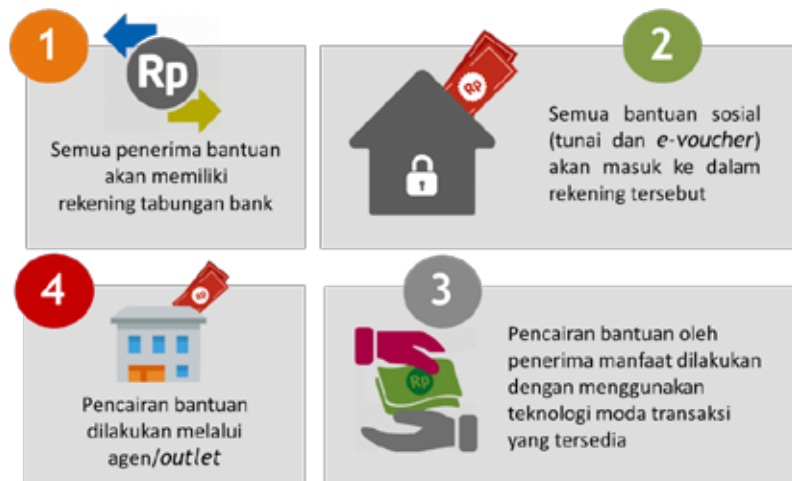 1
Rp
Semua penerima bantuan
akan memiliki
rekening tabungan bank
2
Rp
Semua bantuan sosial
(tunai dan e-voucher)
akan masuk ke dalam
rekening tersebut
3
Rp
Pencairan bantuan oleh
penerima manfaat dilakukan
dengan menggunakan
teknologi moda transaksi
yang tersedia
4
Pencairan bantuan
dilakukan melalui
agen/outlet